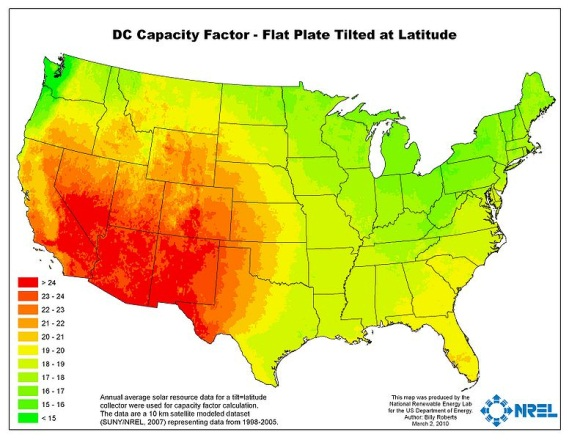 DC Capacity Factor - Flat Plate Tilted at Latitude
> 24
23 - 24
22 - 23
21 - 22
20 - 21
19 - 20
18 - 19
17 - 18
16 - 17
15 - 16
< 15
Annual average solar resource data for a tilt=latitude
collector were used for capacity factor calculation.
The data are a 10 km satellite modeled dataset
(SUNY/NREL, 2007) representing data from 1998-2005.
This map was produced by the
National Renewable Energy Lab
for the US Department of Energy.
Author: Billy Roberts
March 2, 2010
NREL